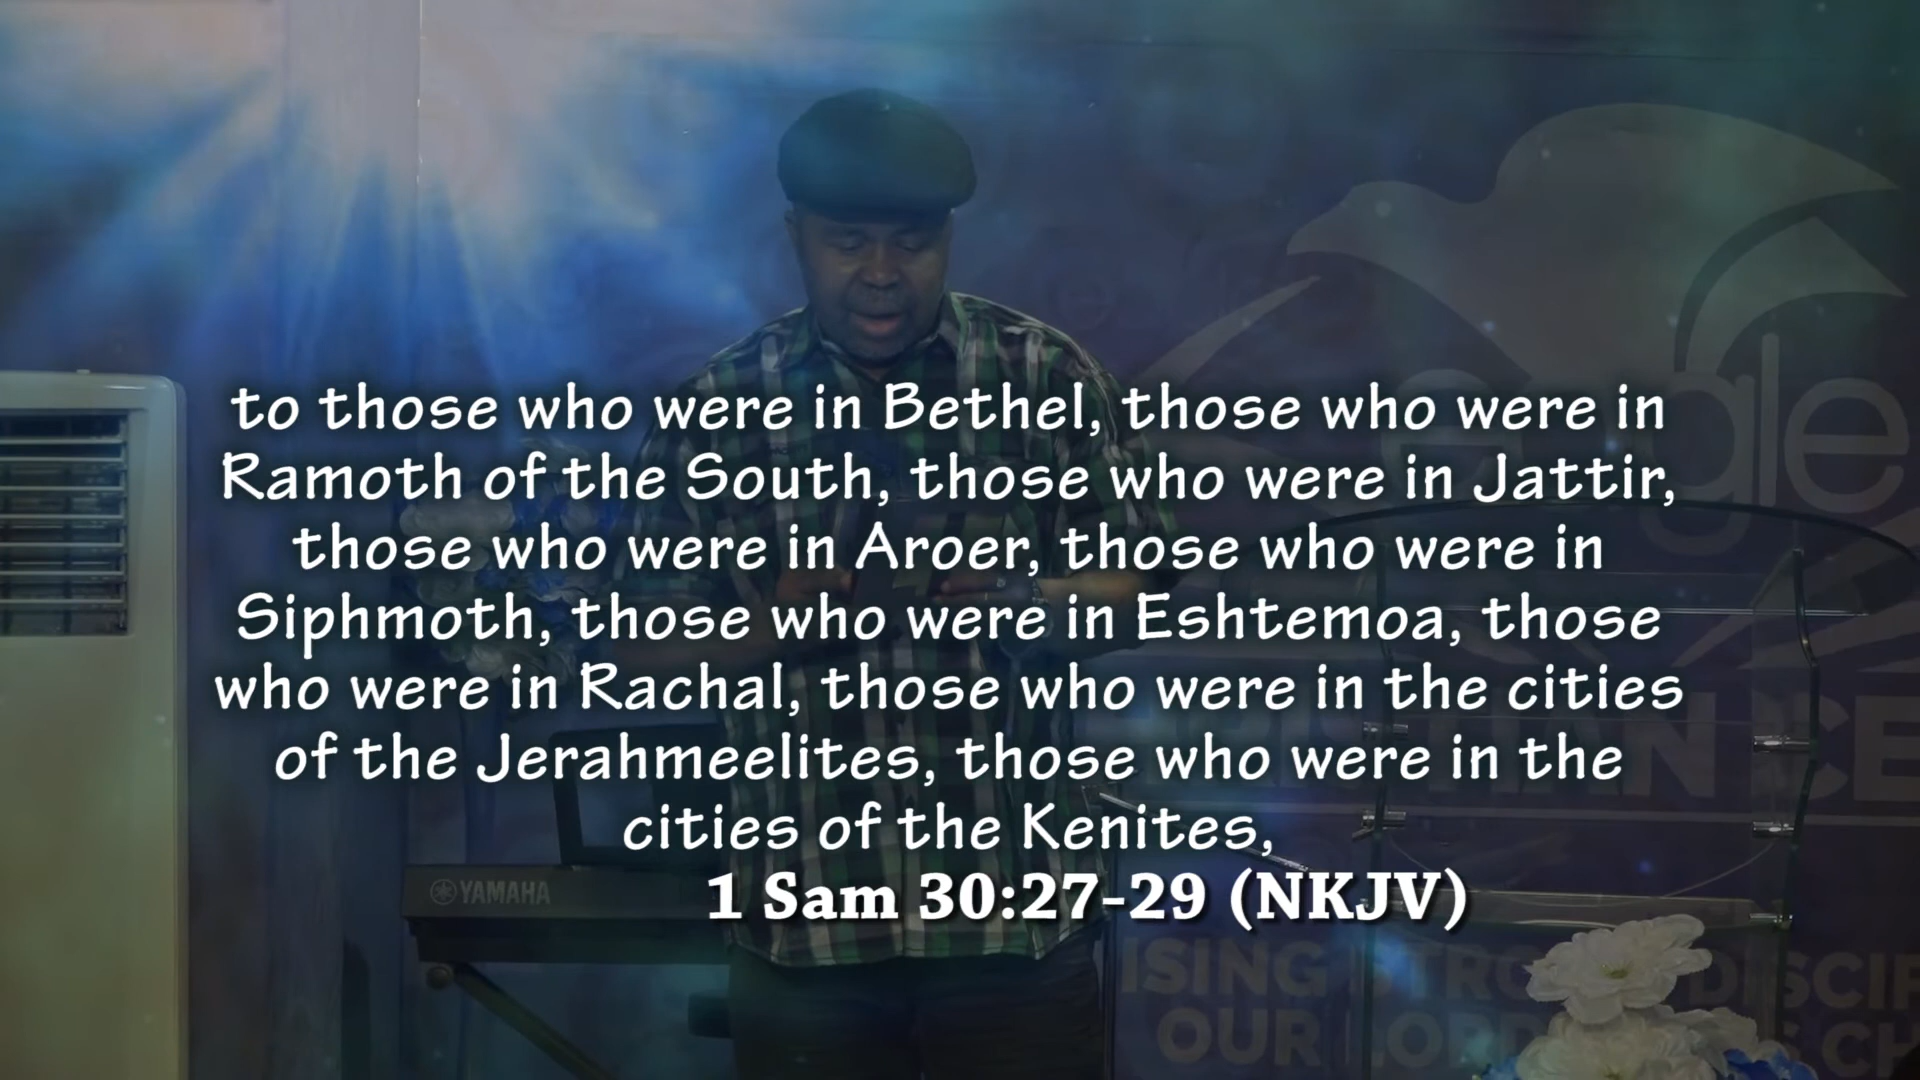 to those who were in Bethel, those who were in
Ramoth of the South, those who were in Jattir,
those who were in Aroer, those who were in
Siphmoth, those who were in Eshtemoa, those
who were in Rachal, those who were in the cities
of the Jerahmeelites, those who were in the
cities of the Kenites,
1 Sam 30:27-29 (NKJV)
YAMAHA
OUR